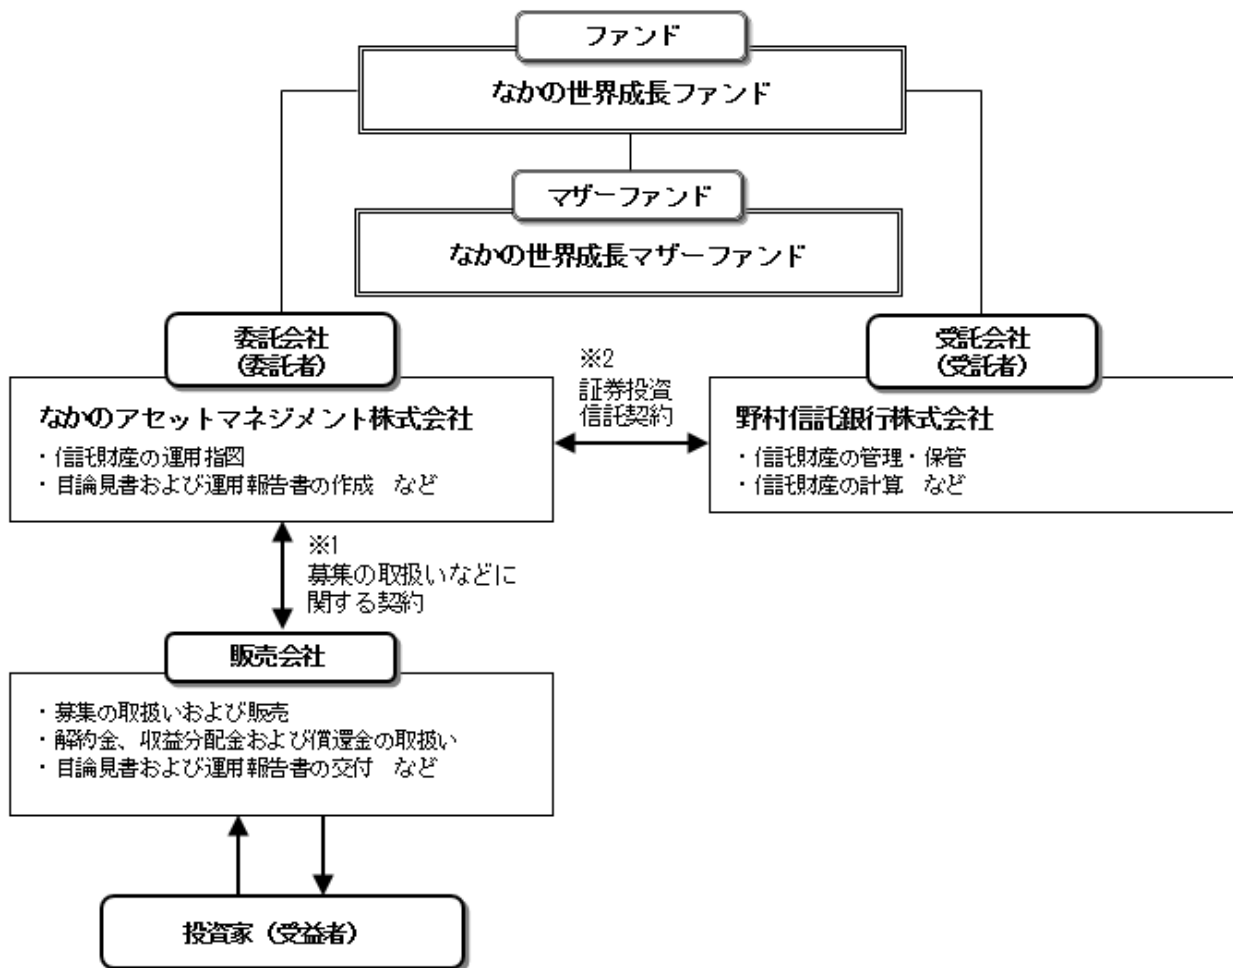 ファンド
なかの世界成長ファンド
マザーファンド
なかの世界成長マザーファンド
委託会社
(委託者)
なかのアセットマネジメント株式会社
・信託財産の運用指図
・目論見書および運用報告書の作成　など
※2
証券投資
信託契約
受託会社
(受託者)
野村信託銀行株式会社
・信託財産の管理・保管
・信託財産の計算　など
※1
募集の取扱いなどに
関する契約
販売会社
・募集の取扱いおよび販売
・解約金、収益分配金および償還金の取扱い
・目論見書および運用報告書の交付　など
投資家（受益者）